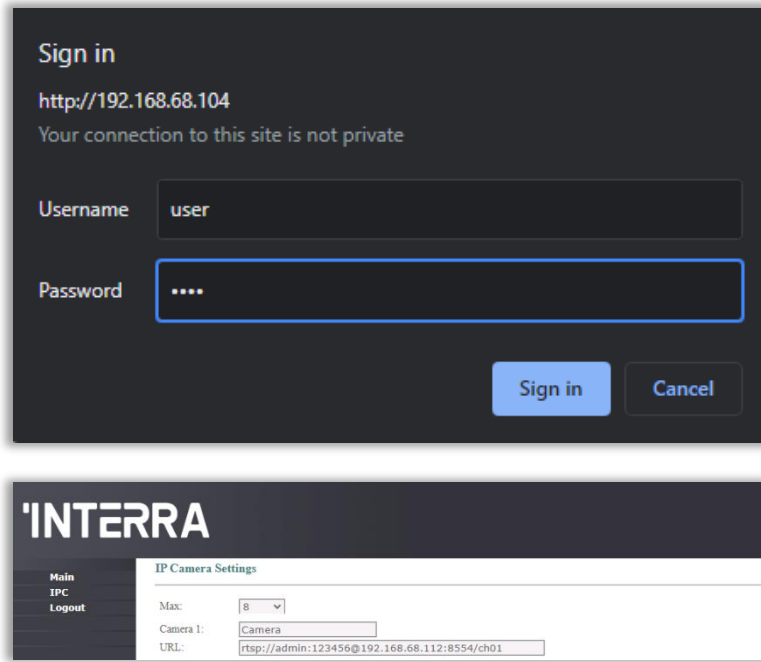 Sign in
http://192.168.68.104
Your connection to this site is not private
Username user
Password ••••
Sign in Cancel
INTERRA
Main
IPC
Logout
IP Camera Settings
Max: 8
Camera 1: Camera
URL: rtsp://admin:123456@192.168.68.112:8554/ch01